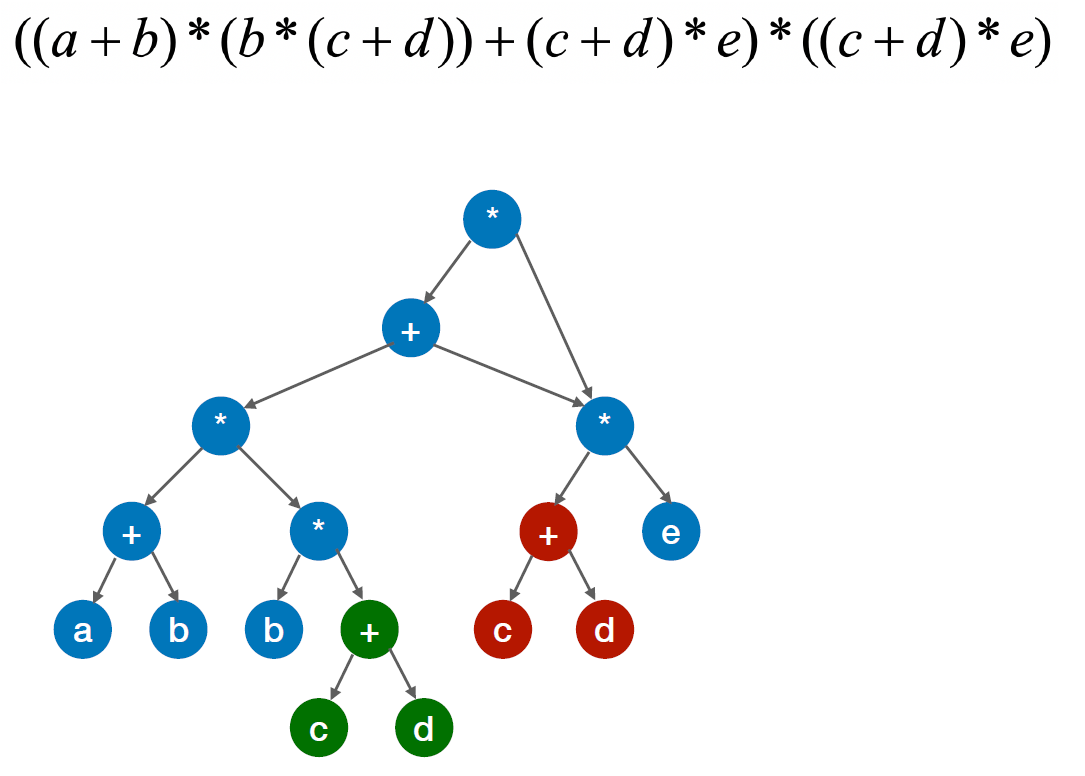 ((a + b) * (b * (c + d)) + (c + d) * e) * ((c + d) * e)
*
+
* *
+ * + e
a b b + c d
c d